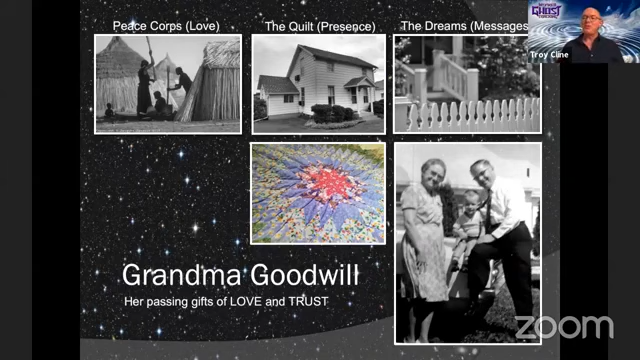 Peace Corps (Love)
The Quilt (Presence)
The Dreams (Messages
GHOST
Troy Cline
Grandma Goodwill
Her passing gifts of LOVE and TRUST
zoom